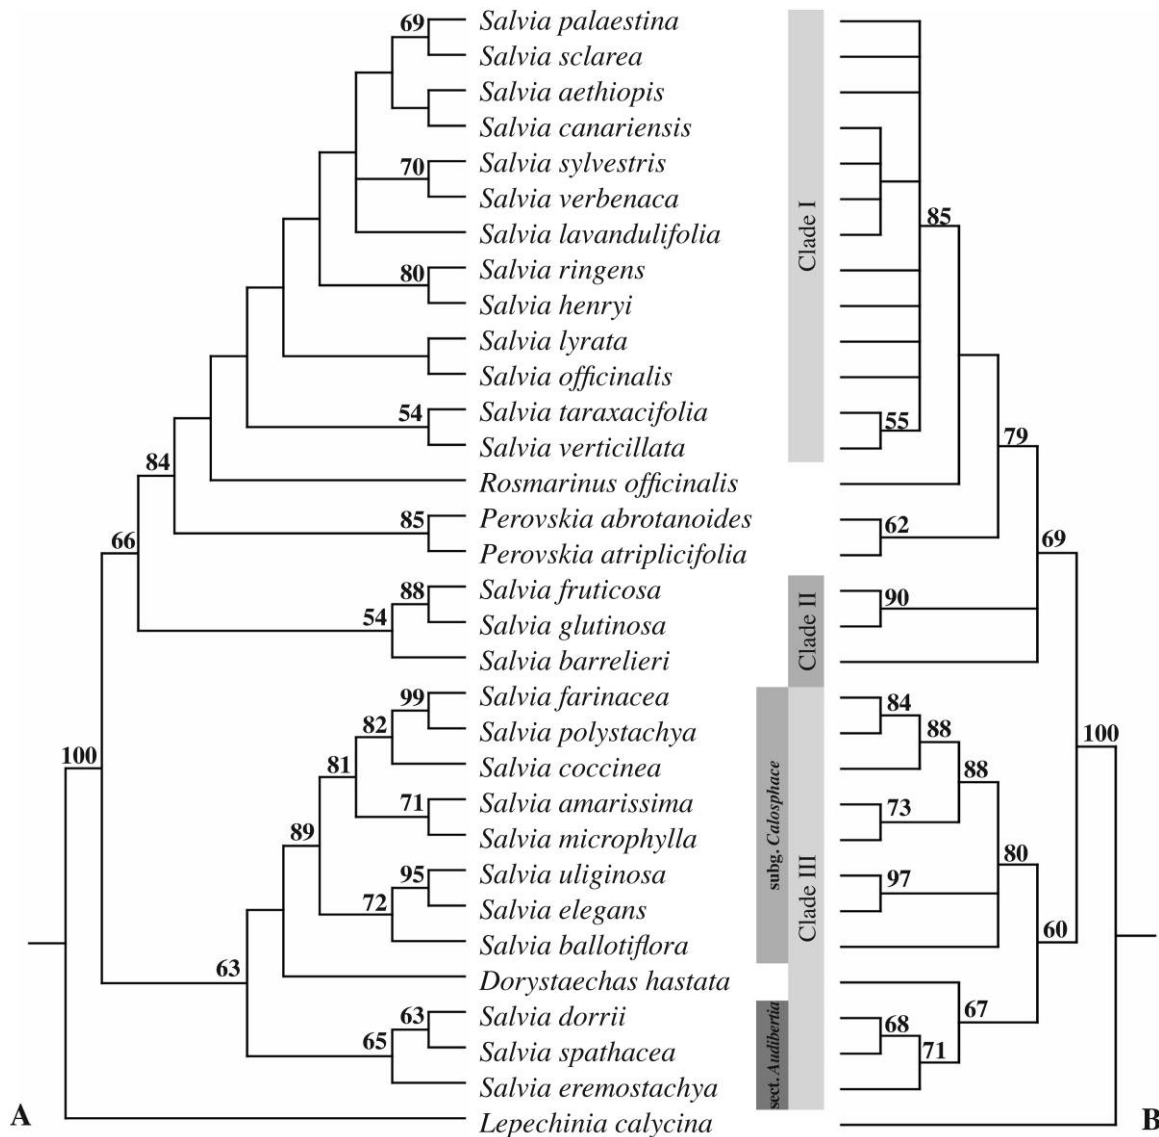 69 Salvia palaestina
Salvia sclarea
Salvia aethiopis
Salvia canariensis
70 Salvia sylvestris
Salvia verbenaca
Salvia lavandulifolia
85
80 Salvia ringens
Salvia henryi
Salvia lyrata
Salvia officinalis
54 Salvia taraxacifolia 55
Salvia verticillata 79
84 Rosmarinus officinalis
85 Perovskia abrotanoides 62
66 Perovskia atriplicifolia 69
88 Salvia fruticosa 90
54 Salvia glutinosa
Salvia barrelieri
99 Salvia farinacea 84
82 Salvia polystachya 88
100 81 Salvia coccinea 88 100
71 Salvia amarissima 73
89 Salvia microphylla 80
95 Salvia uliginosa 97
72 Salvia elegans 60
Salvia ballotiflora
63 Dorystaechas hastata 67
63 Salvia dorrii 68
65 Salvia spathacea 71
Salvia eremostachya
Lepechinia calycina
Clade I
Clade II
Clade III
subg. Calosphace
sect. Audibertia
A
B